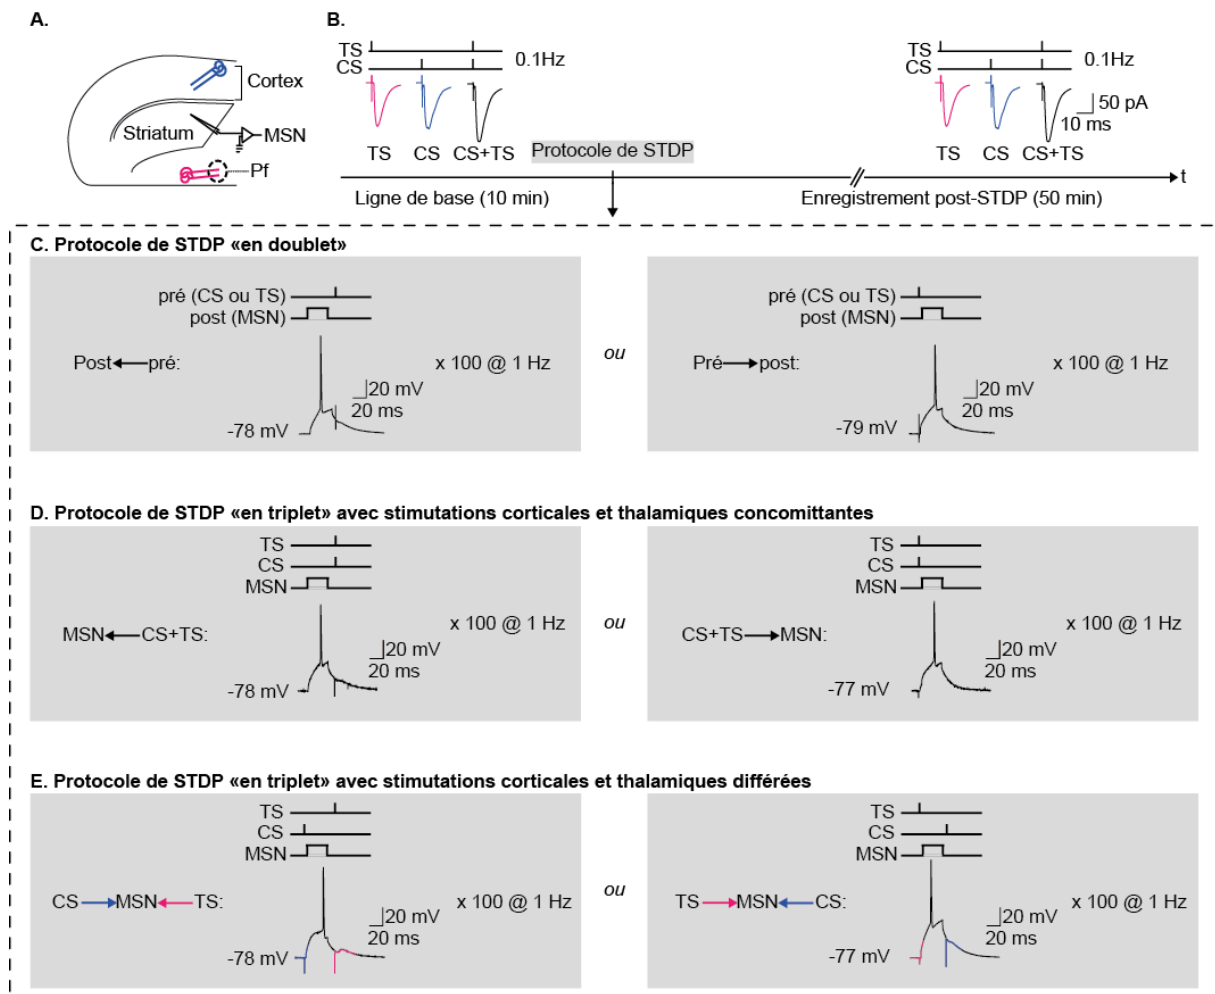 A.
Cortex
Striatum
MSN
Pf
B.
TS
CS
0.1Hz
TS CS CS+TS
Protocole de STDP
TS
CS
0.1Hz
50 pA
10 ms
TS CS CS+TS
t
Ligne de base (10 min)
Enregistrement post-STDP (50 min)
C. Protocole de STDP «en doublet»
pré (CS ou TS)
post (MSN)
Post pré:
x 100 @ 1 Hz
20 mV
20 ms
-78 mV
ou
pré (CS ou TS)
post (MSN)
Pré post:
x 100 @ 1 Hz
20 mV
20 ms
-79 mV
D. Protocole de STDP «en triplet» avec stimutations corticales et thalamiques concomittantes
TS
CS
MSN
MSN CS+TS:
x 100 @ 1 Hz
20 mV
20 ms
-78 mV
ou
TS
CS
MSN
CS+TS MSN:
x 100 @ 1 Hz
20 mV
20 ms
-77 mV
E. Protocole de STDP «en triplet» avec stimutations corticales et thalamiques différées
TS
CS
MSN
CS MSN TS:
x 100 @ 1 Hz
20 mV
20 ms
-78 mV
ou
TS
CS
MSN
TS MSN CS:
x 100 @ 1 Hz
20 mV
20 ms
-77 mV